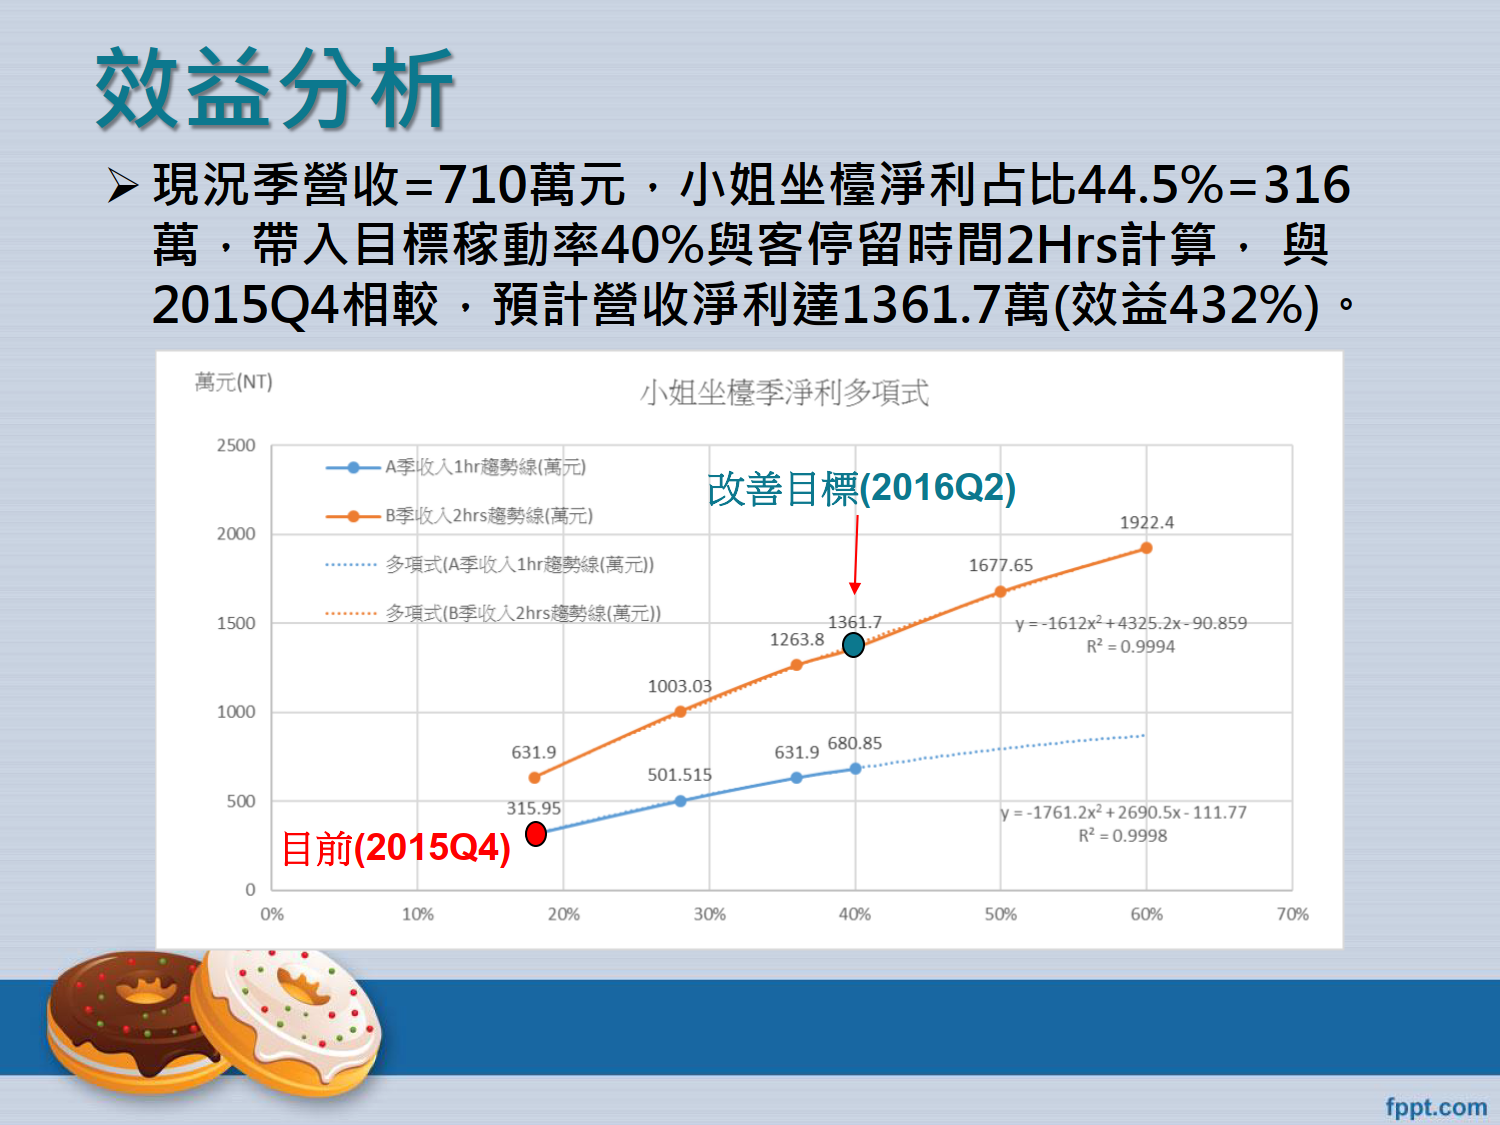 效益分析
➢ 現況季營收=710萬元，小姐坐檯淨利占比44.5%=316
萬，帶入目標稼動率40%與客停留時間2Hrs計算， 與
2015Q4相較，預計營收淨利達1361.7萬(效益432%)。
萬元(NT)
小姐坐檯季淨利多項式
2500
2000
1500
1000
500
0
A季收入1hr趨勢線(萬元)
B季收入2hrs趨勢線(萬元)
多項式(A季收入1hr趨勢線(萬元))
多項式(B季收入2hrs趨勢線(萬元))
改善目標(2016Q2)
631.9
1003.03
1263.8
1361.7
1677.65
1922.4
y = -1612x² + 4325.2x - 90.859
R² = 0.9994
315.95
501.515
631.9
680.85
y = -1761.2x² + 2690.5x - 111.77
R² = 0.9998
目前(2015Q4)
0% 10% 20% 30% 40% 50% 60% 70%
fppt.com